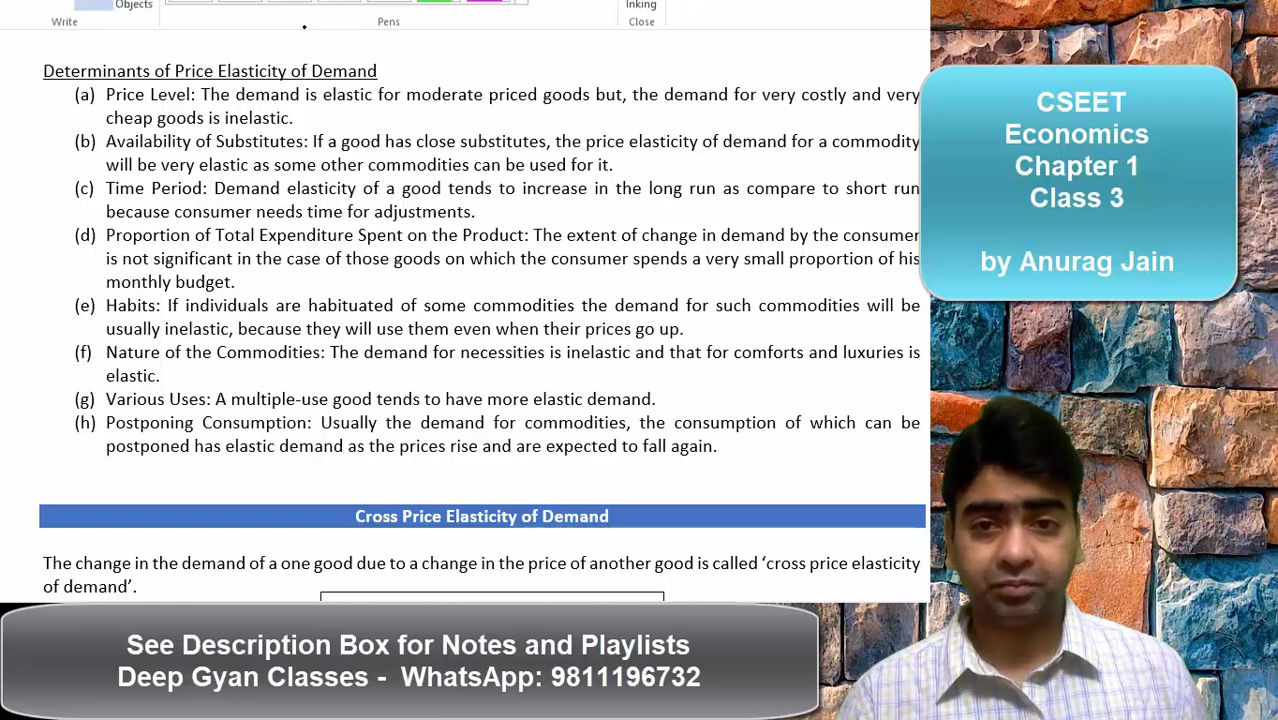 Objects
Inking
Write
Pens
Close
Determinants of Price Elasticity of Demand
(a) Price Level: The demand is elastic for moderate priced goods but, the demand for very costly and very
cheap goods is inelastic.
(b) Availability of Substitutes: If a good has close substitutes, the price elasticity of demand for a commodity
will be very elastic as some other commodities can be used for it.
(c) Time Period: Demand elasticity of a good tends to increase in the long run as compare to short run
because consumer needs time for adjustments.
(d) Proportion of Total Expenditure Spent on the Product: The extent of change in demand by the consumer
is not significant in the case of those goods on which the consumer spends a very small proportion of his
monthly budget.
(e) Habits: If individuals are habituated of some commodities the demand for such commodities will be
usually inelastic, because they will use them even when their prices go up.
(f) Nature of the Commodities: The demand for necessities is inelastic and that for comforts and luxuries is
elastic.
(g) Various Uses: A multiple-use good tends to have more elastic demand.
(h) Postponing Consumption: Usually the demand for commodities, the consumption of which can be
postponed has elastic demand as the prices rise and are expected to fall again.
Cross Price Elasticity of Demand
The change in the demand of a one good due to a change in the price of another good is called ‘cross price elasticity
of demand’.
CSEET
Economics
Chapter 1
Class 3
by Anurag Jain
See Description Box for Notes and Playlists
Deep Gyan Classes - WhatsApp: 9811196732